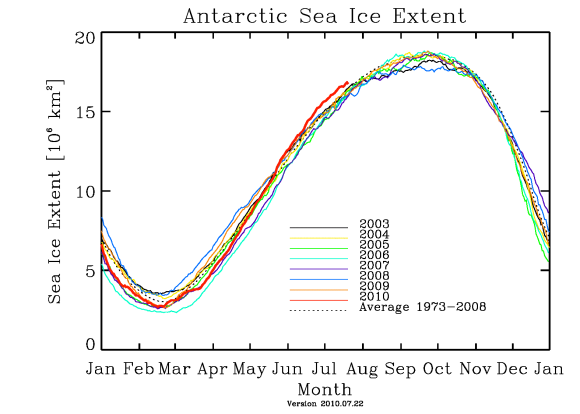 Antarctic Sea Ice Extent
Sea Ice Extent [10⁶ km²]
20
15
10
5
0
2003
2004
2005
2006
2007
2008
2009
2010
Average 1973-2008
Jan Feb Mar Apr May Jun Jul Aug Sep Oct Nov Dec Jan
Month
Version 2010.07.22